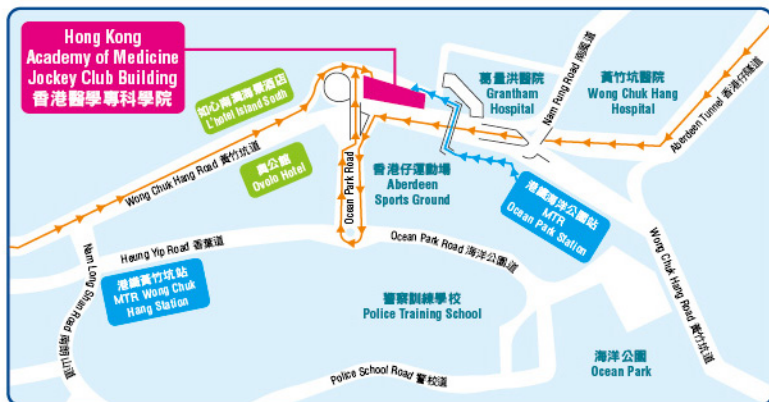 Hong Kong
Academy of Medicine
Jockey Club Building
香港醫學專科學院
如心南灣海景酒店
L'hotel Island South
奧公館
Ovolo Hotel
Wong Chuk Hang Road 黃竹坑道
葛量洪醫院
Grantham
Hospital
Nam Fung Road 南風道
黃竹坑醫院
Wong Chuk Hang
Hospital
Aberdeen Tunnel 香港仔隧道
Ocean Park Road
香港仔運動場
Aberdeen
Sports Ground
港鐵海洋公園站
MTR
Ocean Park Station
Nam Long Shan Road 南朗山道
Heung Yip Road 香葉道
港鐵黃竹坑站
MTR Wong Chuk
Hang Station
Ocean Park Road 海洋公園道
Wong Chuk Hang Road 黃竹坑道
警察訓練學校
Police Training School
海洋公園
Ocean Park
Police School Road 警校道